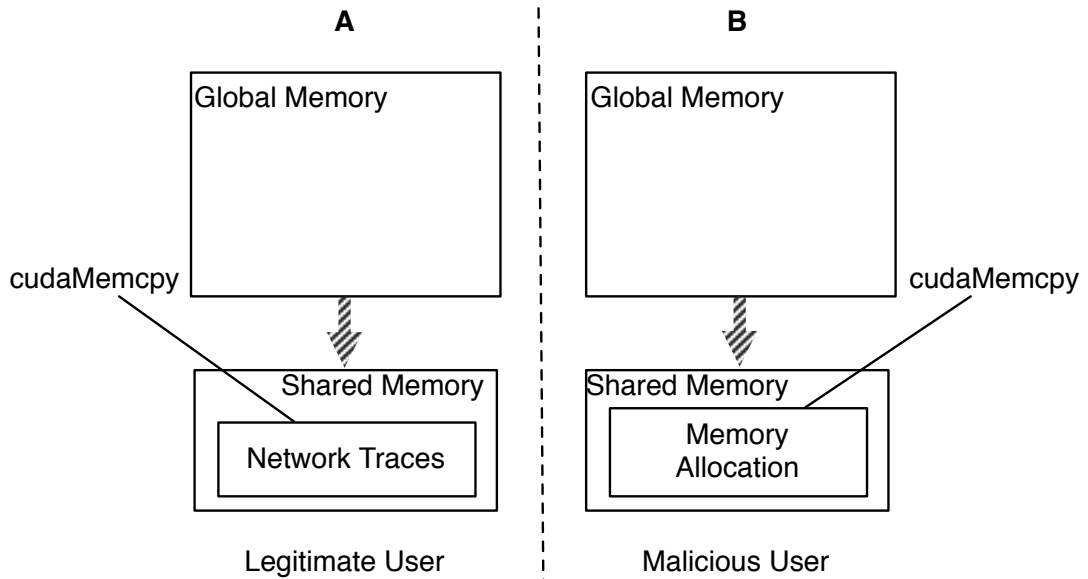 A
Global Memory
cudaMemcpy
Shared Memory
Network Traces
Legitimate User
B
Global Memory
cudaMemcpy
Shared Memory
Memory
Allocation
Malicious User